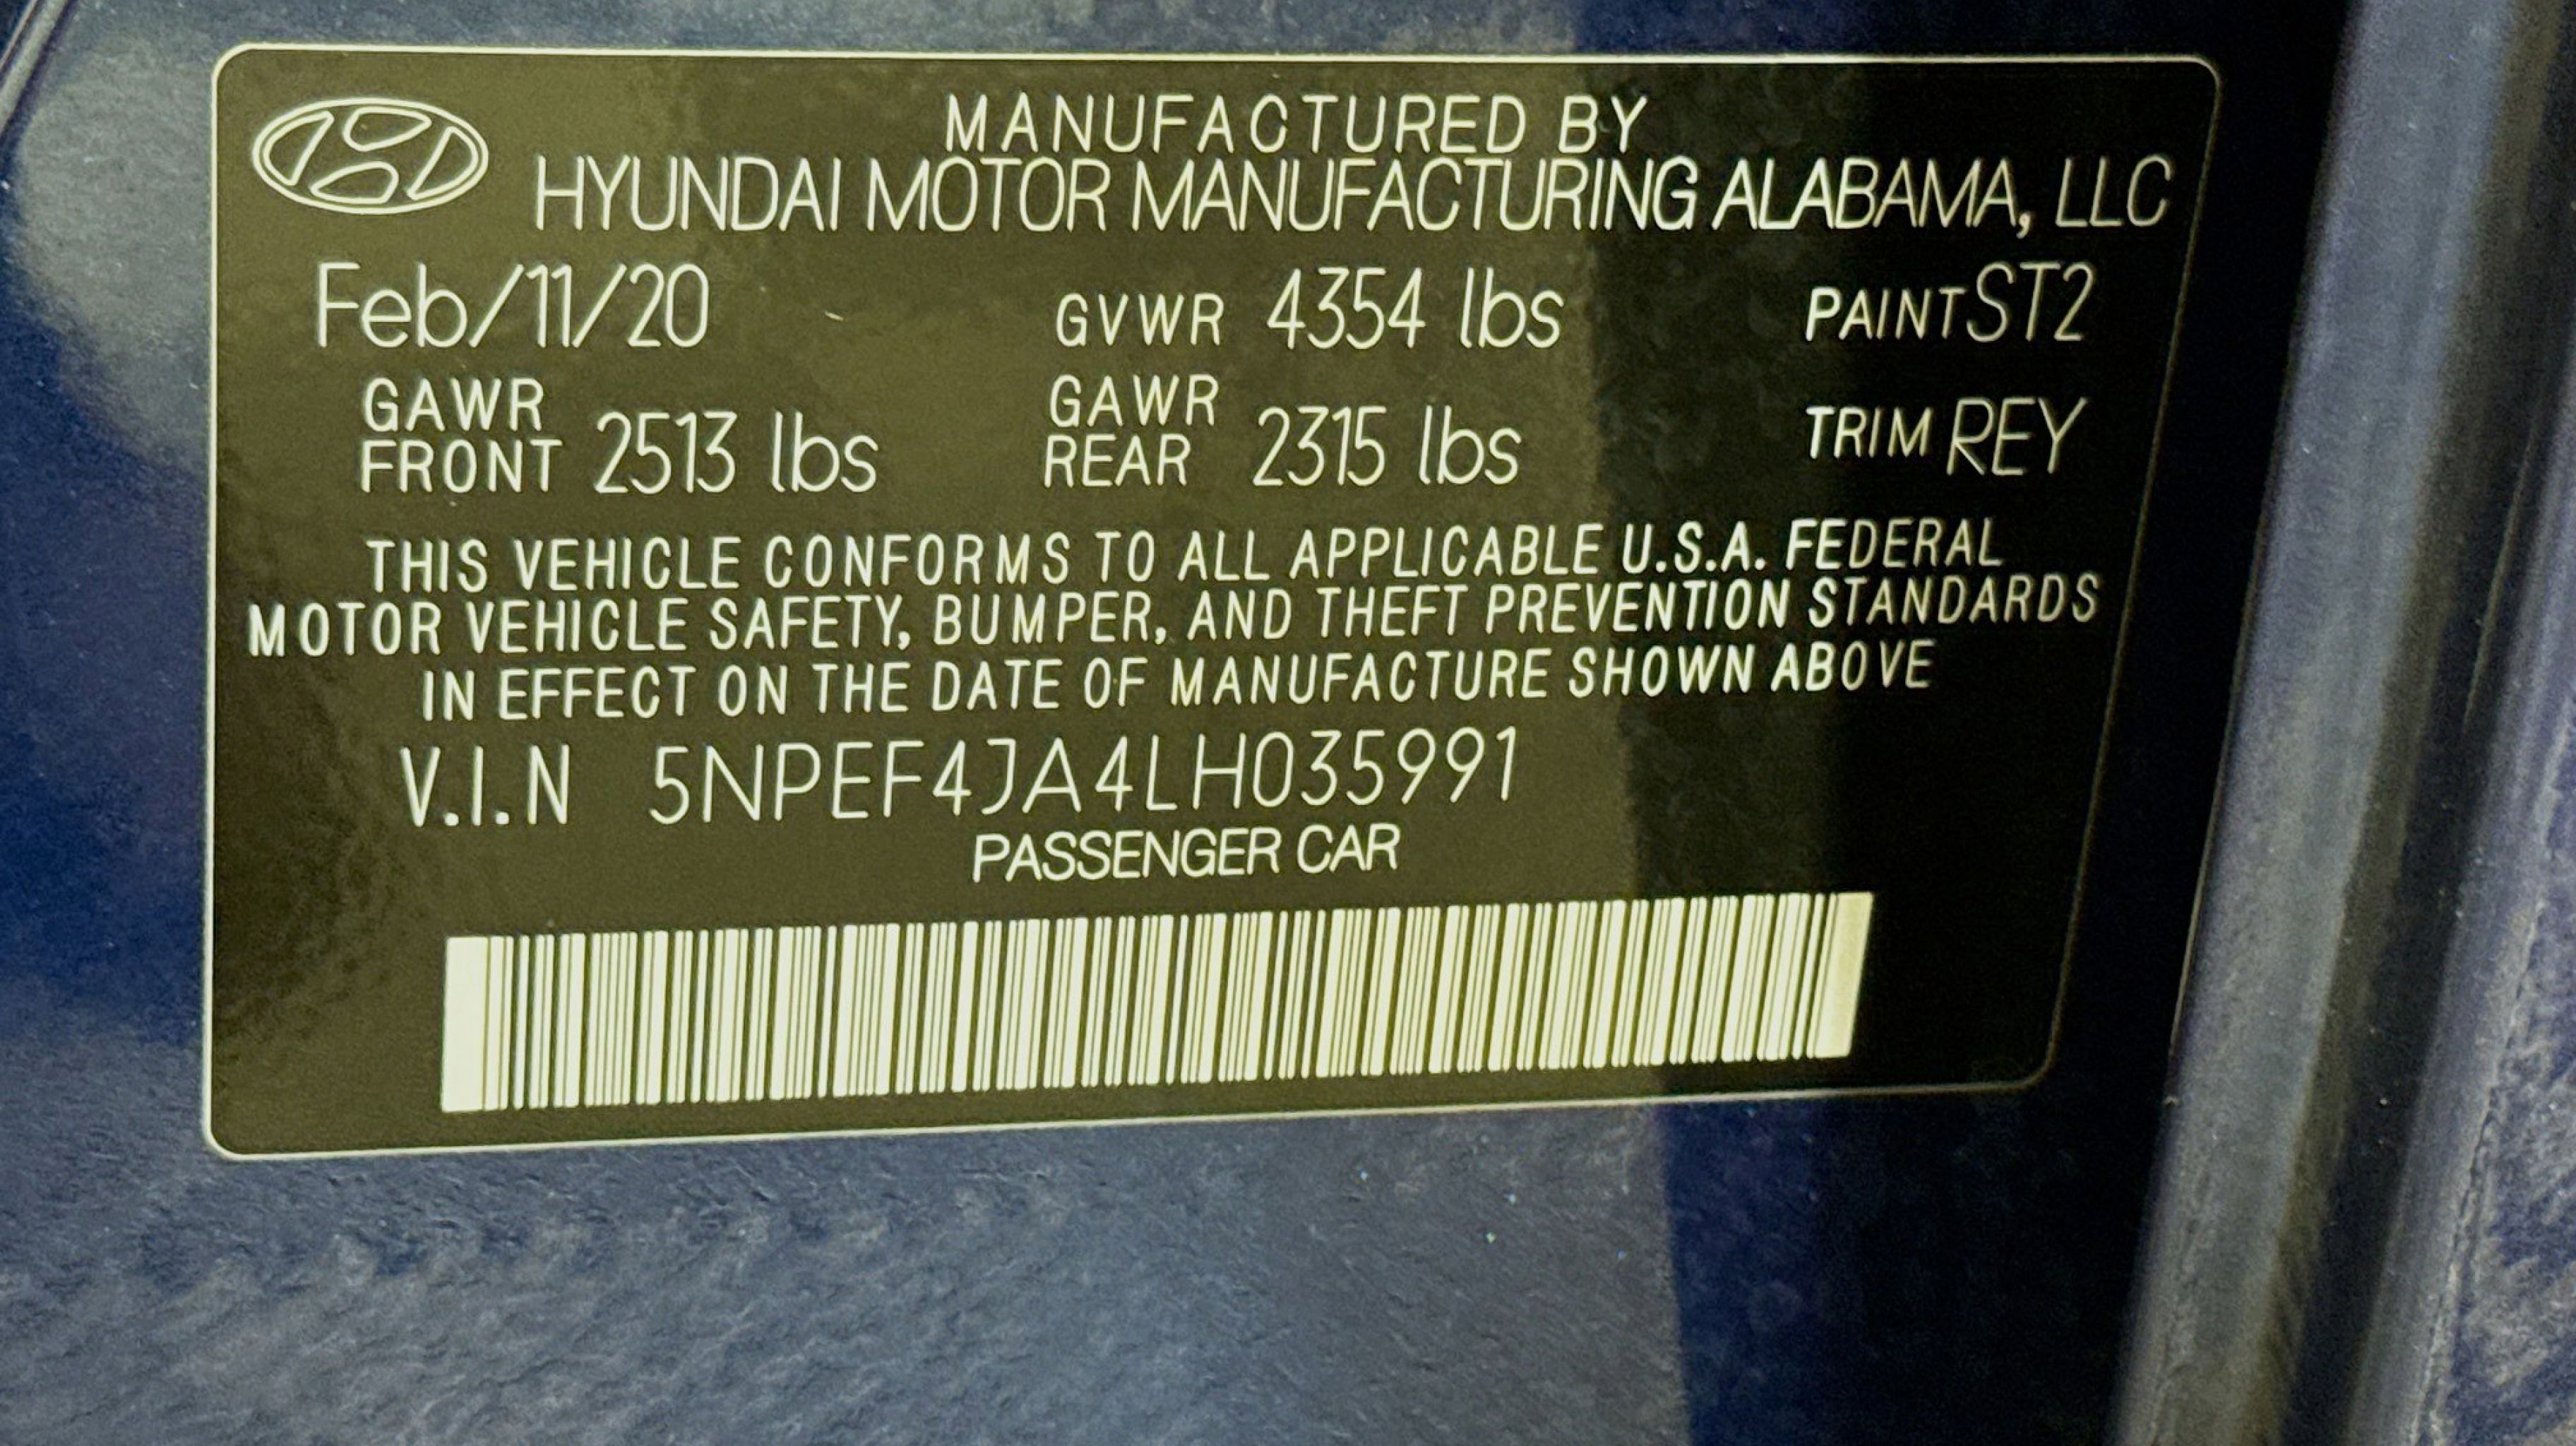 MANUFACTURED BY
HYUNDAI MOTOR MANUFACTURING ALABAMA, LLC
Feb/11/20 GVWR 4354 lbs PAINT ST2
GAWR FRONT 2513 lbs GAWR REAR 2315 lbs TRIM REY
THIS VEHICLE CONFORMS TO ALL APPLICABLE U.S.A. FEDERAL
MOTOR VEHICLE SAFETY, BUMPER, AND THEFT PREVENTION STANDARDS
IN EFFECT ON THE DATE OF MANUFACTURE SHOWN ABOVE
V.I.N 5NPEF4JA4LH035991
PASSENGER CAR